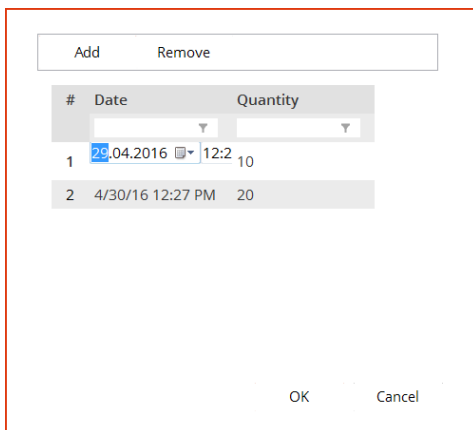 Add Remove
# Date Quantity
1 29.04.2016 12:2 10
2 4/30/16 12:27 PM 20
OK Cancel